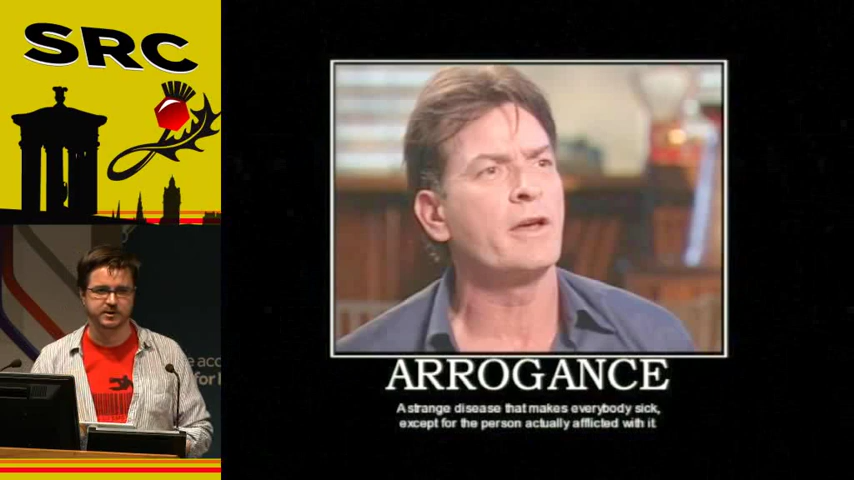 SRC
ARROGANCE
A strange disease that makes everybody sick,
except for the person actually afflicted with it.